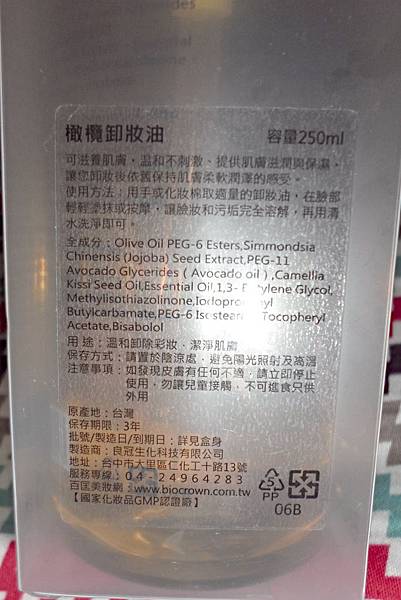 橄欖卸妝油 容量250ml
可滋養肌膚，溫和不刺激、提供肌膚滋潤與保濕，
讓您卸妝後依舊保持肌膚柔軟潤澤的感受。
使用方法：用手或化妝棉取適量的卸妝油，在臉部
輕輕塗抹或按摩，讓臉妝和污垢完全溶解，再用清
水洗淨即可。
全成分：Olive Oil PEG-6 Esters,Simmondsia
Chinensis (Jojoba) Seed Extract,PEG-11
Avocado Glycerides ( Avocado oil ) ,Camellia
Kissi Seed Oil,Essential Oil,1,3- Butylene Glycol,
Methylisothiazolinone,
Butylcarbamate,PEG-6 Tocopheryl
Acetate,Bisabolol
用 途：溫和卸除彩妝，潔淨肌膚
保存方式：請置於陰涼處，避免陽光照射及高溫
注意事項：如發現皮膚有任何不適，請立即停止
使用，勿讓兒童接觸，不可進食只供
外用
原產地：台灣
保存期限：3年
批號/製造日/到期日：詳見盒身
製造商：良冠生化科技有限公司
地址：台中市大里區仁化工十路13號
服務專線：04-24964283
百匡美妝網：www.biocrown.com.tw
【國家化妝品GMP認證廠】
5
PP
06B